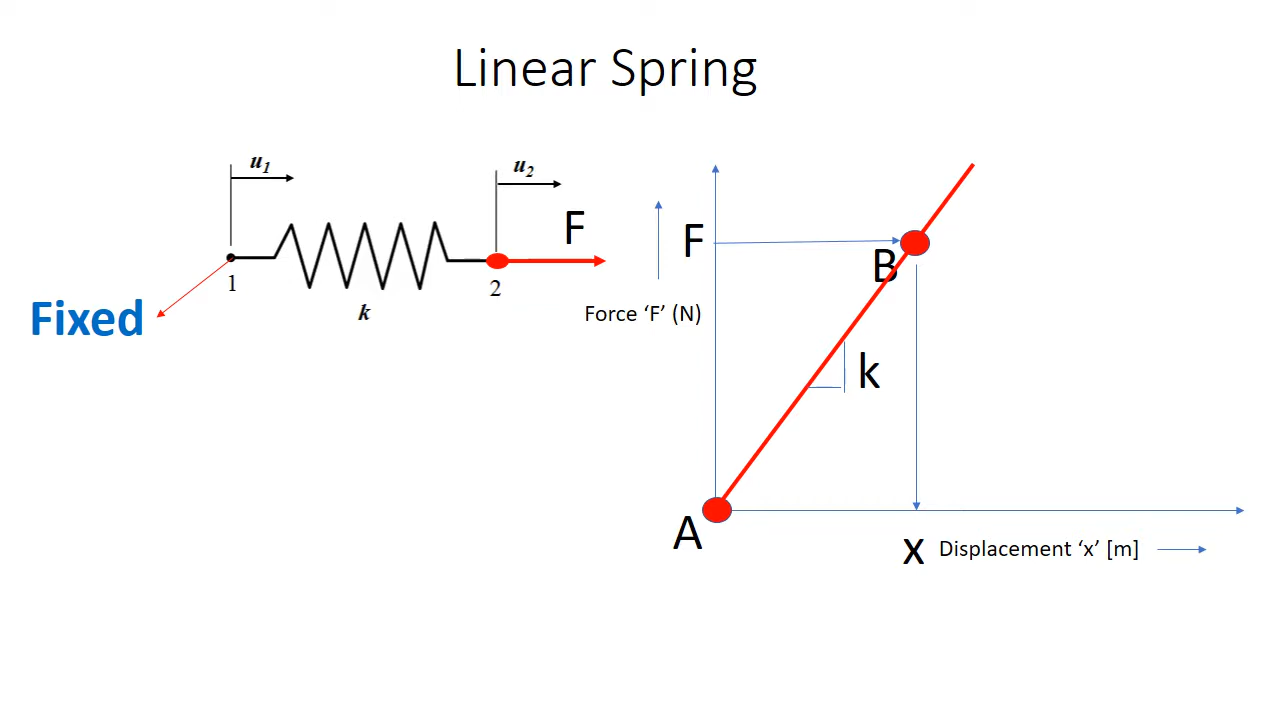 Linear Spring
u1
u2
F
1
2
k
Fixed
F
B
Force ‘F’ (N)
k
A
x
Displacement ‘x’ [m]